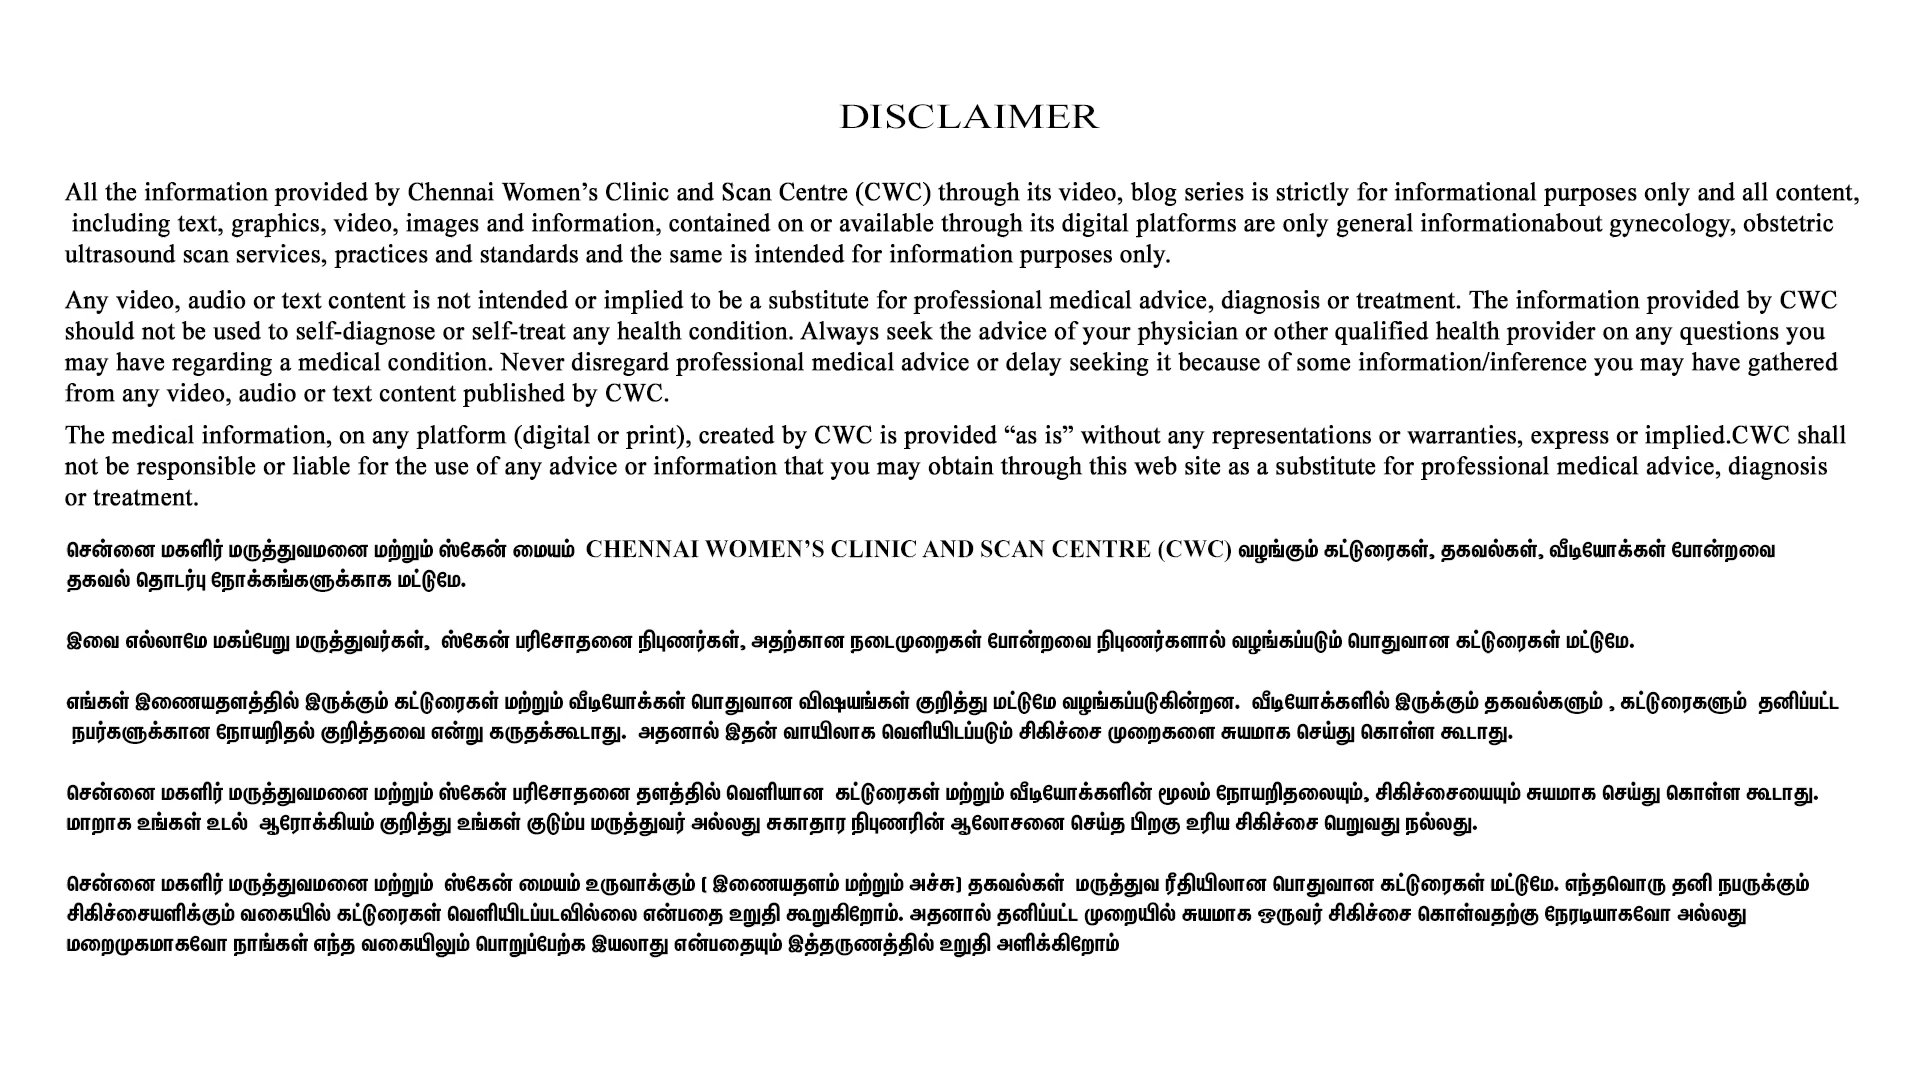 DISCLAIMER
All the information provided by Chennai Women’s Clinic and Scan Centre (CWC) through its video, blog series is strictly for informational purposes only and all content,
including text, graphics, video, images and information, contained on or available through its digital platforms are only general informationabout gynecology, obstetric
ultrasound scan services, practices and standards and the same is intended for information purposes only.
Any video, audio or text content is not intended or implied to be a substitute for professional medical advice, diagnosis or treatment. The information provided by CWC
should not be used to self-diagnose or self-treat any health condition. Always seek the advice of your physician or other qualified health provider on any questions you
may have regarding a medical condition. Never disregard professional medical advice or delay seeking it because of some information/inference you may have gathered
from any video, audio or text content published by CWC.
The medical information, on any platform (digital or print), created by CWC is provided “as is” without any representations or warranties, express or implied.CWC shall
not be responsible or liable for the use of any advice or information that you may obtain through this web site as a substitute for professional medical advice, diagnosis
or treatment.
சென்னை மகளிர் மருத்துவமனை மற்றும் ஸ்கேன் மையம் CHENNAI WOMEN’S CLINIC AND SCAN CENTRE (CWC) வழங்கும் கட்டுரைகள், தகவல்கள், வீடியோக்கள் போன்றவை
தகவல் தொடர்பு நோக்கங்களுக்காக மட்டுமே.
இவை எல்லாமே மகப்பேறு மருத்துவர்கள், ஸ்கேன் பரிசோதனை நிபுணர்கள், அதற்கான நடைமுறைகள் போன்றவை நிபுணர்களால் வழங்கப்படும் பொதுவான கட்டுரைகள் மட்டுமே.
எங்கள் இணையதளத்தில் இருக்கும் கட்டுரைகள் மற்றும் வீடியோக்கள் பொதுவான விஷயங்கள் குறித்து மட்டுமே வழங்கப்படுகின்றன. வீடியோக்களில் இருக்கும் தகவல்களும் , கட்டுரைகளும் தனிப்பட்ட
நபர்களுக்கான நோயறிதல் குறித்தவை என்று கருதக்கூடாது. அதனால் இதன் வாயிலாக வெளியிடப்படும் சிகிச்சை முறைகளை சுயமாக செய்து கொள்ள கூடாது.
சென்னை மகளிர் மருத்துவமனை மற்றும் ஸ்கேன் பரிசோதனை தளத்தில் வெளியான கட்டுரைகள் மற்றும் வீடியோக்களின் மூலம் நோயறிதலையும், சிகிச்சையையும் சுயமாக செய்து கொள்ள கூடாது.
மாறாக உங்கள் உடல் ஆரோக்கியம் குறித்து உங்கள் குடும்ப மருத்துவர் அல்லது சுகாதார நிபுணரின் ஆலோசனை செய்த பிறகு உரிய சிகிச்சை பெறுவது நல்லது.
சென்னை மகளிர் மருத்துவமனை மற்றும் ஸ்கேன் மையம் உருவாக்கும் ( இணையதளம் மற்றும் அச்சு) தகவல்கள் மருத்துவ ரீதியிலான பொதுவான கட்டுரைகள் மட்டுமே. எந்தவொரு தனி நபருக்கும்
சிகிச்சையளிக்கும் வகையில் கட்டுரைகள் வெளியிடப்படவில்லை என்பதை உறுதி கூறுகிறோம். அதனால் தனிப்பட்ட முறையில் சுயமாக ஒருவர் சிகிச்சை கொள்வதற்கு நேரடியாகவோ அல்லது
மறைமுகமாகவோ நாங்கள் எந்த வகையிலும் பொறுப்பேற்க இயலாது என்பதையும் இத்தருணத்தில் உறுதி அளிக்கிறோம்